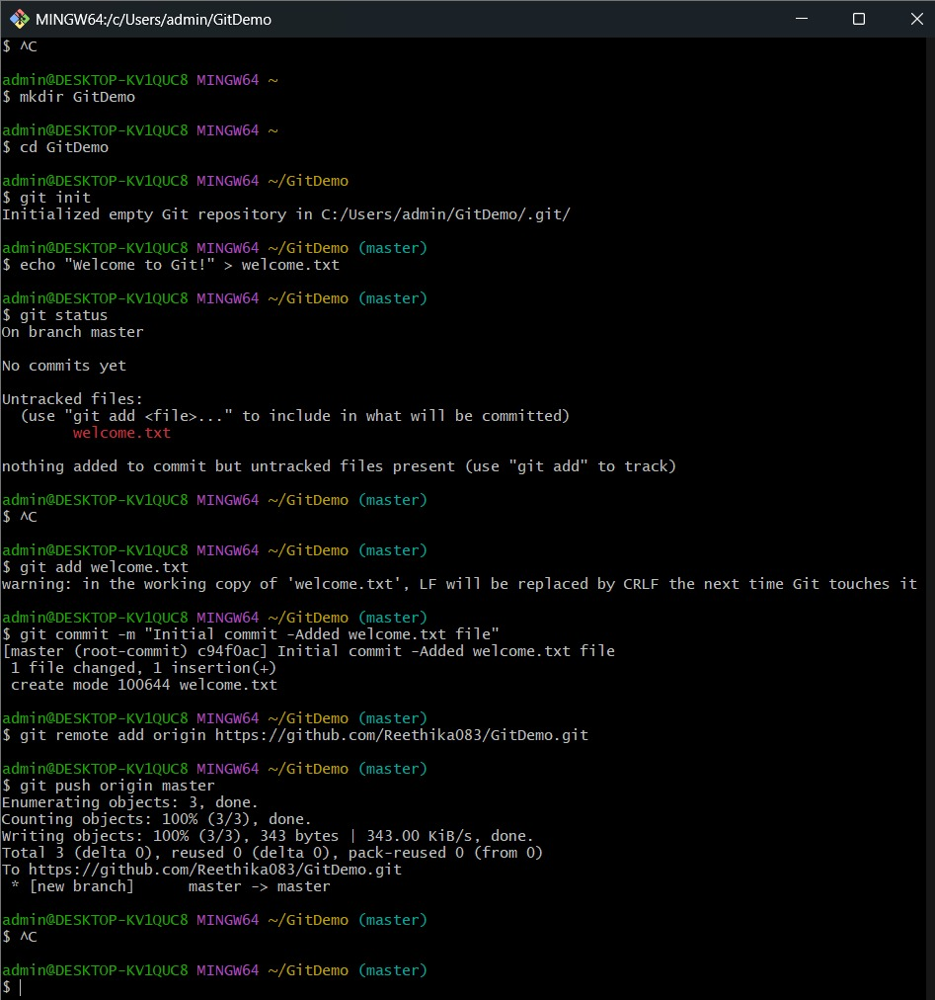 MINGW64:/c/Users/admin/GitDemo
$ ^C
admin@DESKTOP-KV1QUC8 MINGW64 ~
$ mkdir GitDemo
admin@DESKTOP-KV1QUC8 MINGW64 ~
$ cd GitDemo
admin@DESKTOP-KV1QUC8 MINGW64 ~/GitDemo
$ git init
Initialized empty Git repository in C:/Users/admin/GitDemo/.git/
admin@DESKTOP-KV1QUC8 MINGW64 ~/GitDemo (master)
$ echo "Welcome to Git!" > welcome.txt
admin@DESKTOP-KV1QUC8 MINGW64 ~/GitDemo (master)
$ git status
On branch master
No commits yet
Untracked files:
  (use "git add <file>..." to include in what will be committed)
        welcome.txt
nothing added to commit but untracked files present (use "git add" to track)
admin@DESKTOP-KV1QUC8 MINGW64 ~/GitDemo (master)
$ ^C
admin@DESKTOP-KV1QUC8 MINGW64 ~/GitDemo (master)
$ git add welcome.txt
warning: in the working copy of 'welcome.txt', LF will be replaced by CRLF the next time Git touches it
admin@DESKTOP-KV1QUC8 MINGW64 ~/GitDemo (master)
$ git commit -m "Initial commit -Added welcome.txt file"
[master (root-commit) c94f0ac] Initial commit -Added welcome.txt file
 1 file changed, 1 insertion(+)
 create mode 100644 welcome.txt
admin@DESKTOP-KV1QUC8 MINGW64 ~/GitDemo (master)
$ git remote add origin https://github.com/Reethika083/GitDemo.git
admin@DESKTOP-KV1QUC8 MINGW64 ~/GitDemo (master)
$ git push origin master
Enumerating objects: 3, done.
Counting objects: 100% (3/3), done.
Writing objects: 100% (3/3), 343 bytes | 343.00 KiB/s, done.
Total 3 (delta 0), reused 0 (delta 0), pack-reused 0 (from 0)
To https://github.com/Reethika083/GitDemo.git
 * [new branch]      master -> master
admin@DESKTOP-KV1QUC8 MINGW64 ~/GitDemo (master)
$ ^C
admin@DESKTOP-KV1QUC8 MINGW64 ~/GitDemo (master)
$